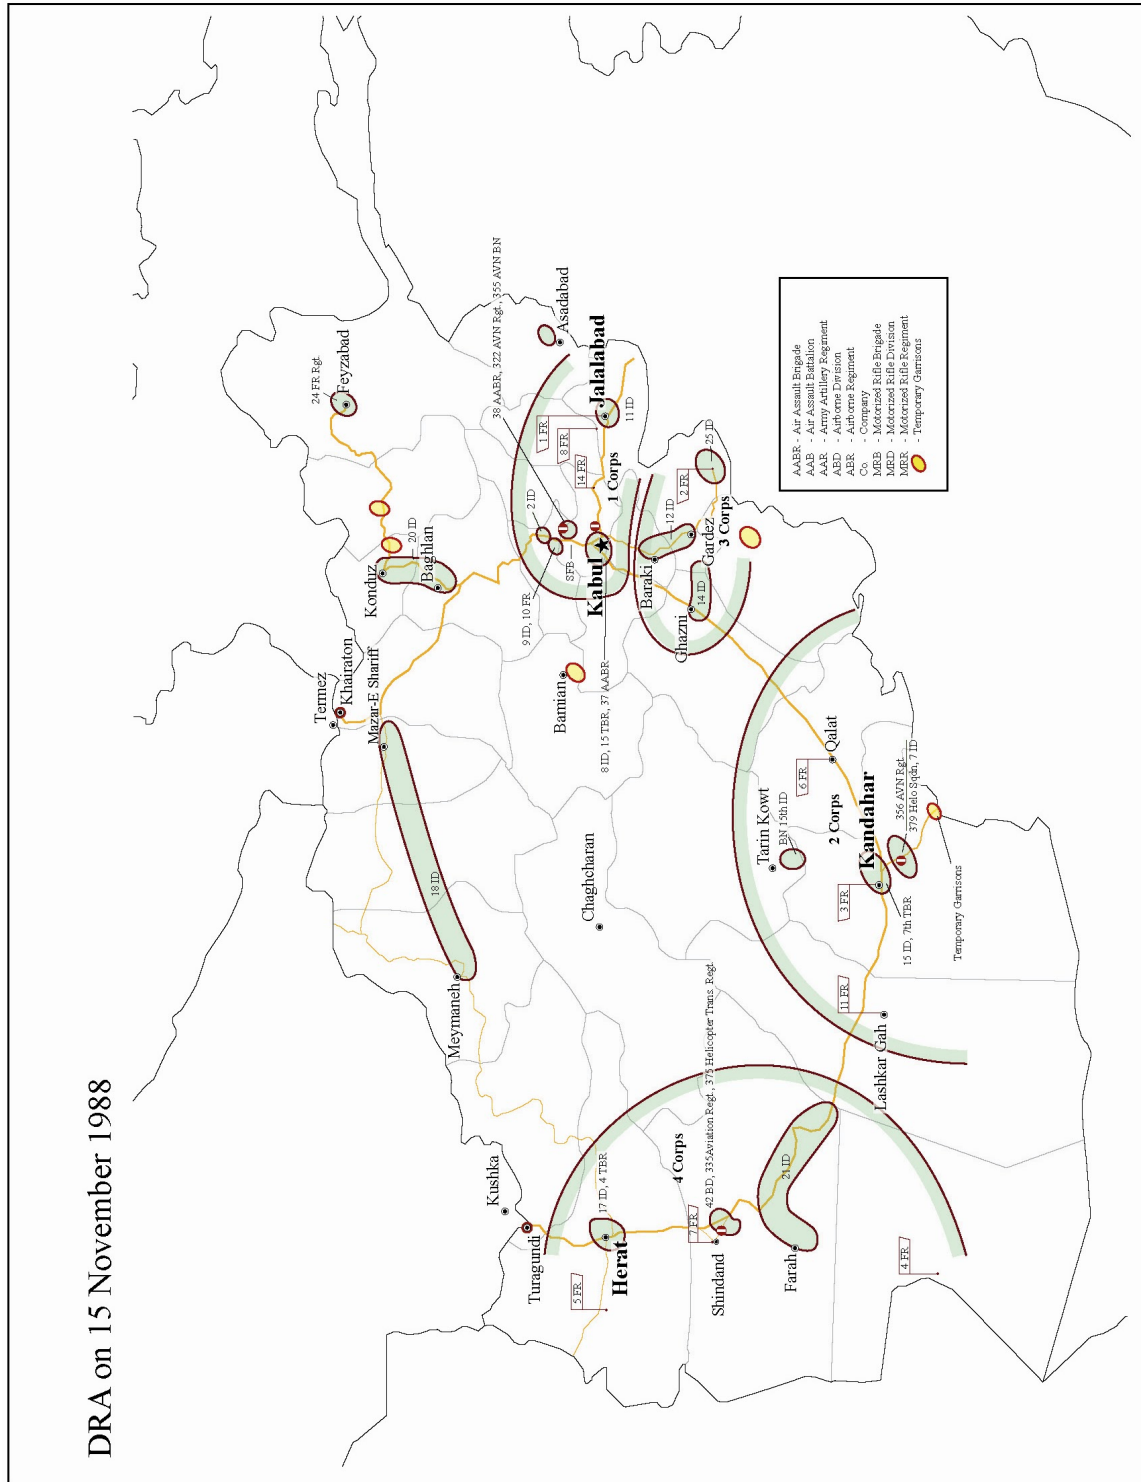 DRA on 15 November 1988
Termez
Khairaton
Mazar-E Shariff
Konduz
20 ID
Baghlan
24 FR Rgt.
Feyzabad
Kushka
Turagundi
Meymaneh
18 ID
5 FR
Herat
17 ID, 4 TBR
4 Corps
7 FR
Shindand
42 BD, 335Aviation Regt., 375 Helicopter Trans. Regt.
Farah
21 ID
4 FR
Chaghcharan
Bamian
9 ID, 10 FR
2 ID
SFB
38 AABR, 322 AVN Rgt., 355 AVN BN
Kabul
8 ID, 15 TBR, 37 AABR
1 Corps
14 FR
8 FR
1 FR
Jalalabad
11 ID
Asadabad
Baraki
12 ID
Gardez
3 Corps
2 FR
25 ID
Ghazni
14 ID
Tarin Kowt
BN 15th ID
2 Corps
6 FR
Qalat
3 FR
Kandahar
356 AVN Rgt.
379 Helo Sqdn, 7 ID
15 ID, 7th TBR
Temporary Garrisons
11 FR
Lashkar Gah
AABR - Air Assault Brigade
AAB - Air Assault Battalion
AAR - Army Artillery Regiment
ABD - Airborne Division
ABR - Airborne Regiment
Co. - Company
MRB - Motorized Rifle Brigade
MRD - Motorized Rifle Division
MRR - Motorized Rifle Regiment
- Temporary Garrisons